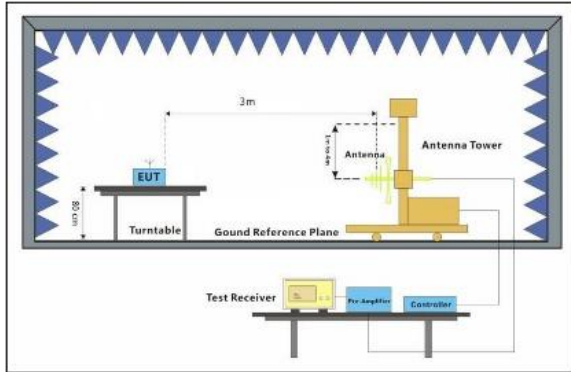 3m
1m to 4m
Antenna
Antenna Tower
EUT
80 cm
Turntable
Gound Reference Plane
Test Receiver
Pre-Amplifier
Controller